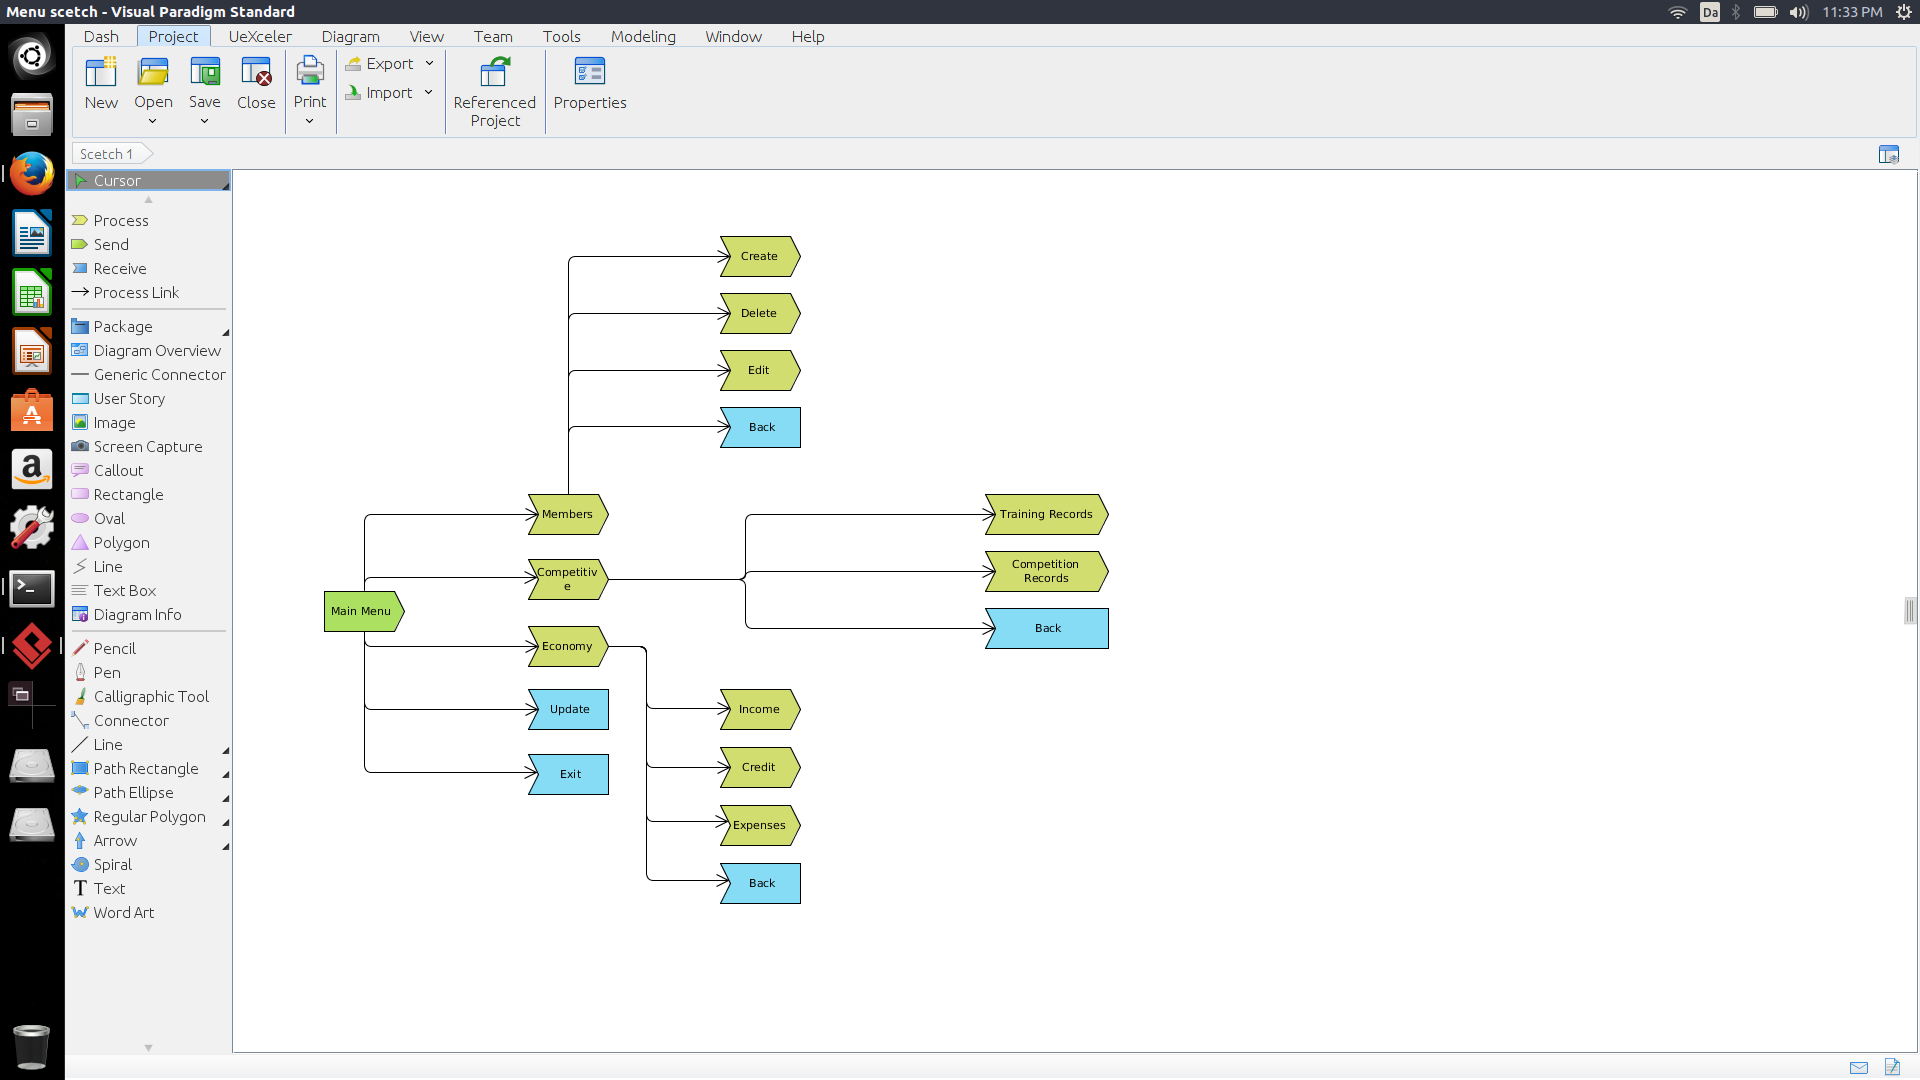 Menu scetch - Visual Paradigm Standard
Da
11:33 PM
Dash
Project
UeXceler
Diagram
View
Team
Tools
Modeling
Window
Help
New
Open
Save
Close
Print
Export
Import
Referenced
Project
Properties
Scetch 1
Cursor
Process
Send
Receive
Process Link
Package
Diagram Overview
Generic Connector
User Story
Image
Screen Capture
Callout
Rectangle
Oval
Polygon
Line
Text Box
Diagram Info
Pencil
Pen
Calligraphic Tool
Connector
Line
Path Rectangle
Path Ellipse
Regular Polygon
Arrow
Spiral
T Text
Word Art
Create
Delete
Edit
Back
Members
Competitiv
e
Main Menu
Economy
Update
Exit
Training Records
Competition
Records
Back
Income
Credit
Expenses
Back